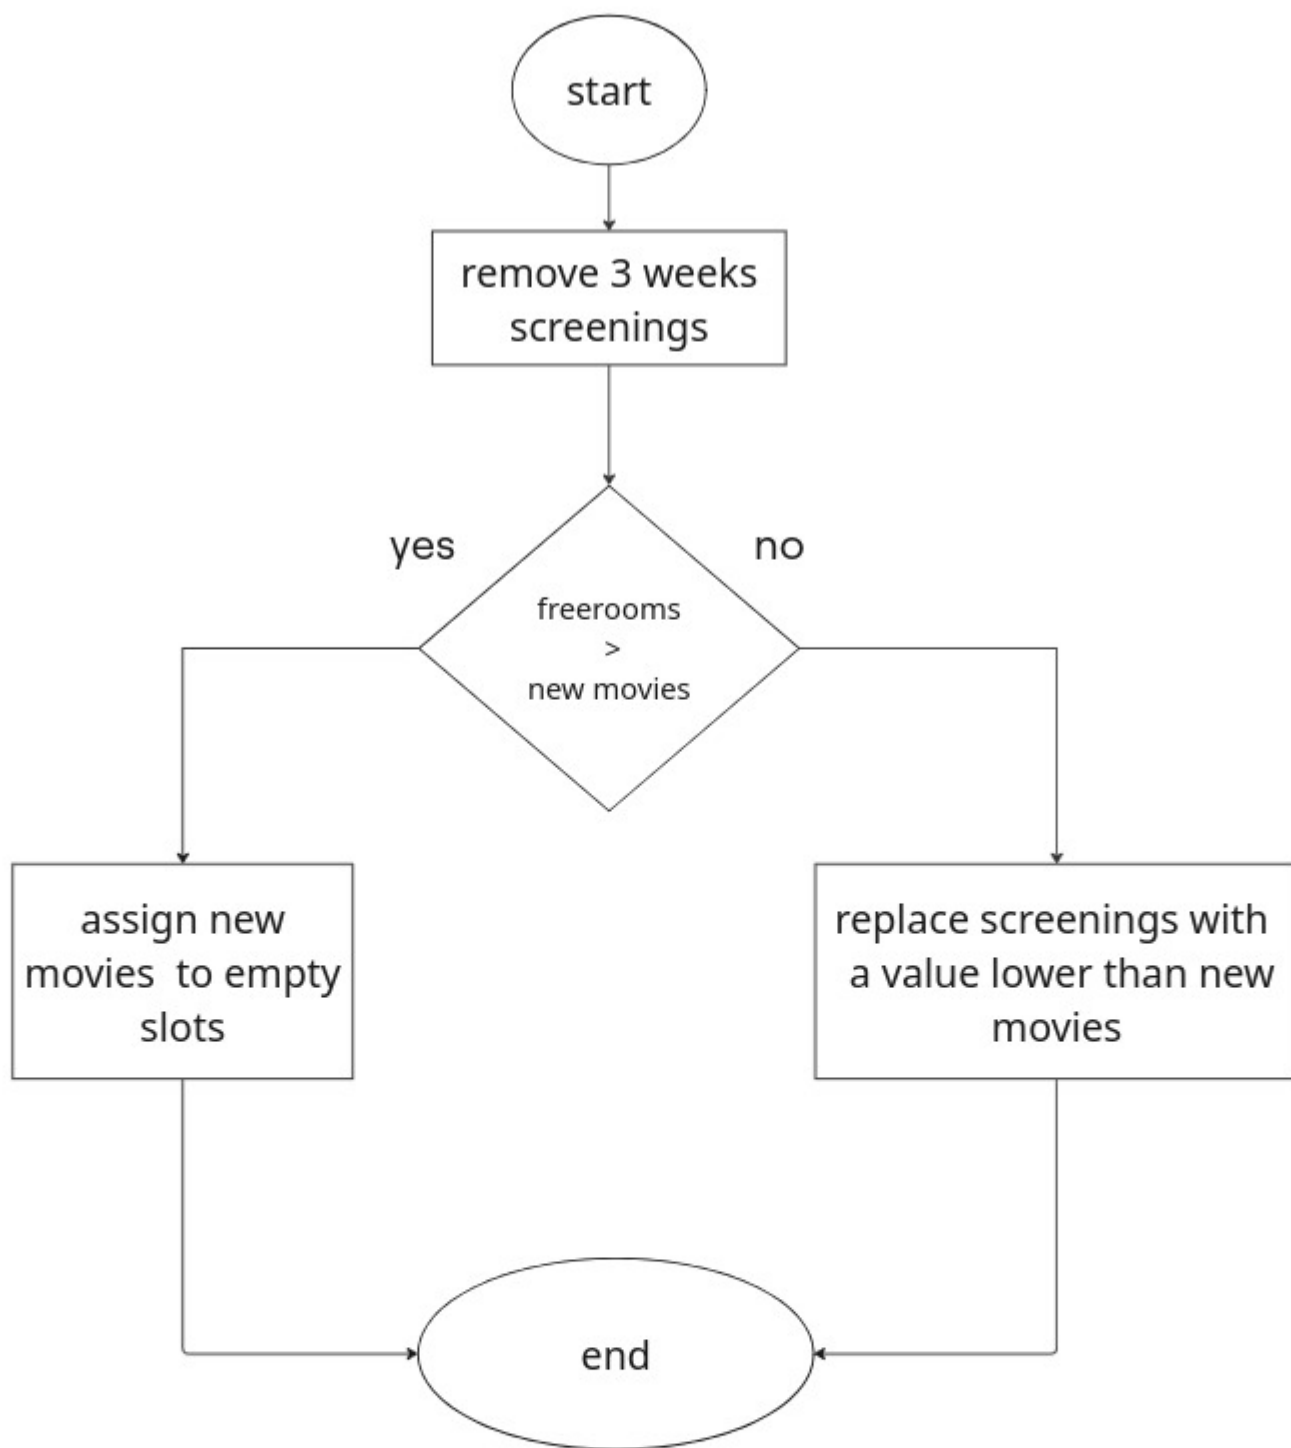 start
remove 3 weeks
screenings
yes
no
freerooms
>
new movies
assign new
movies to empty
slots
replace screenings with
a value lower than new
movies
end